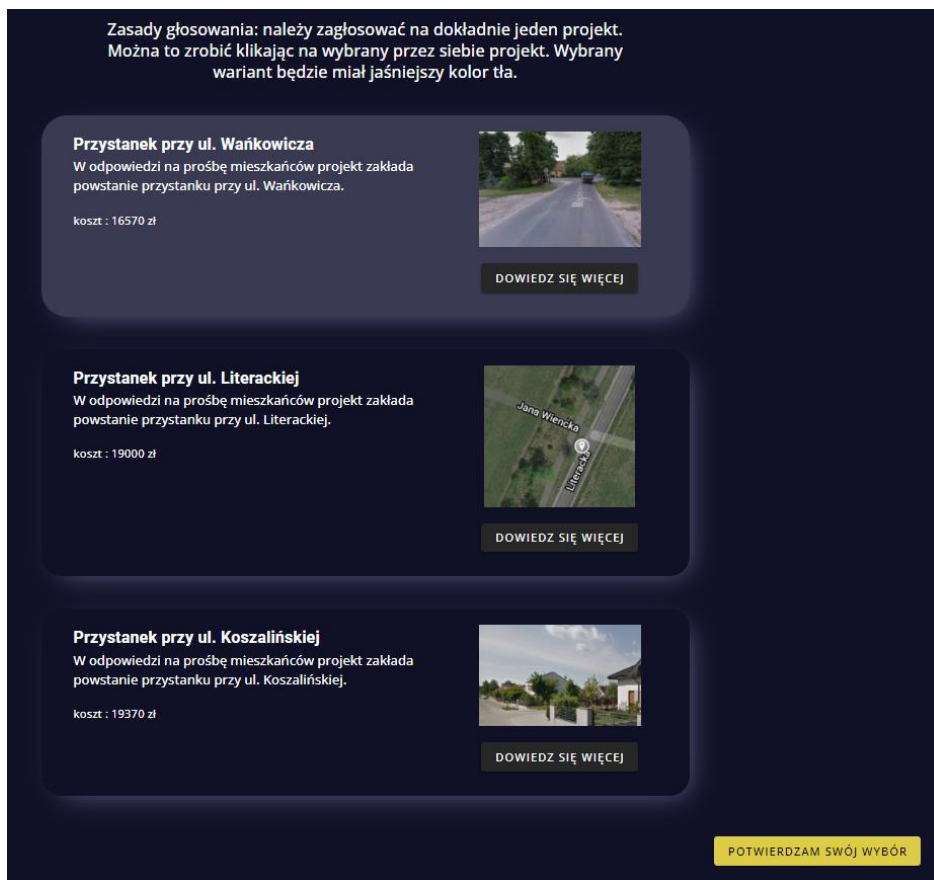 Zasady głosowania: należy zagłosować na dokładnie jeden projekt.
Można to zrobić klikając na wybrany przez siebie projekt. Wybrany
wariant będzie miał jaśniejszy kolor tła.
Przystanek przy ul. Wańkowicza
W odpowiedzi na prośbę mieszkańców projekt zakłada
powstanie przystanku przy ul. Wańkowicza.
koszt : 16570 zł
DOWIEDZ SIĘ WIĘCEJ
Przystanek przy ul. Literackiej
W odpowiedzi na prośbę mieszkańców projekt zakłada
powstanie przystanku przy ul. Literackiej.
koszt : 19000 zł
Jana Wiencka
Literacka
DOWIEDZ SIĘ WIĘCEJ
Przystanek przy ul. Koszalińskiej
W odpowiedzi na prośbę mieszkańców projekt zakłada
powstanie przystanku przy ul. Koszalińskiej.
koszt : 19370 zł
DOWIEDZ SIĘ WIĘCEJ
POTWIERDZAM SWÓJ WYBÓR